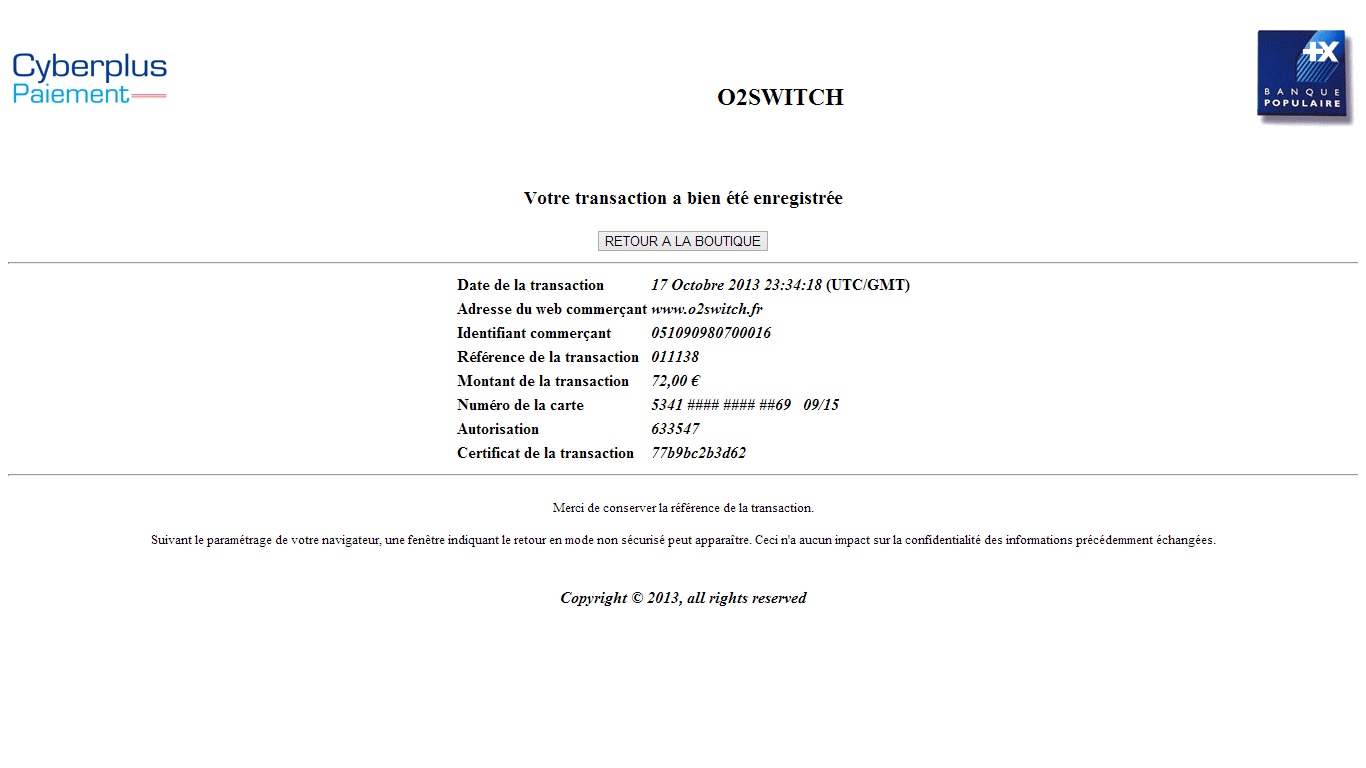 Cyberplus
Paiement
O2SWITCH
BANQUE
POPULAIRE
Votre transaction a bien été enregistrée
RETOUR A LA BOUTIQUE
Date de la transaction 17 Octobre 2013 23:34:18 (UTC/GMT)
Adresse du web commerçant www.o2switch.fr
Identifiant commerçant 051090980700016
Référence de la transaction 011138
Montant de la transaction 72,00 €
Numéro de la carte 5341 #### #### ##69 09/15
Autorisation 633547
Certificat de la transaction 77b9bc2b3d62
Merci de conserver la référence de la transaction.
Suivant le paramétrage de votre navigateur, une fenêtre indiquant le retour en mode non sécurisé peut apparaître. Ceci n'a aucun impact sur la confidentialité des informations précédemment échangées.
Copyright © 2013, all rights reserved